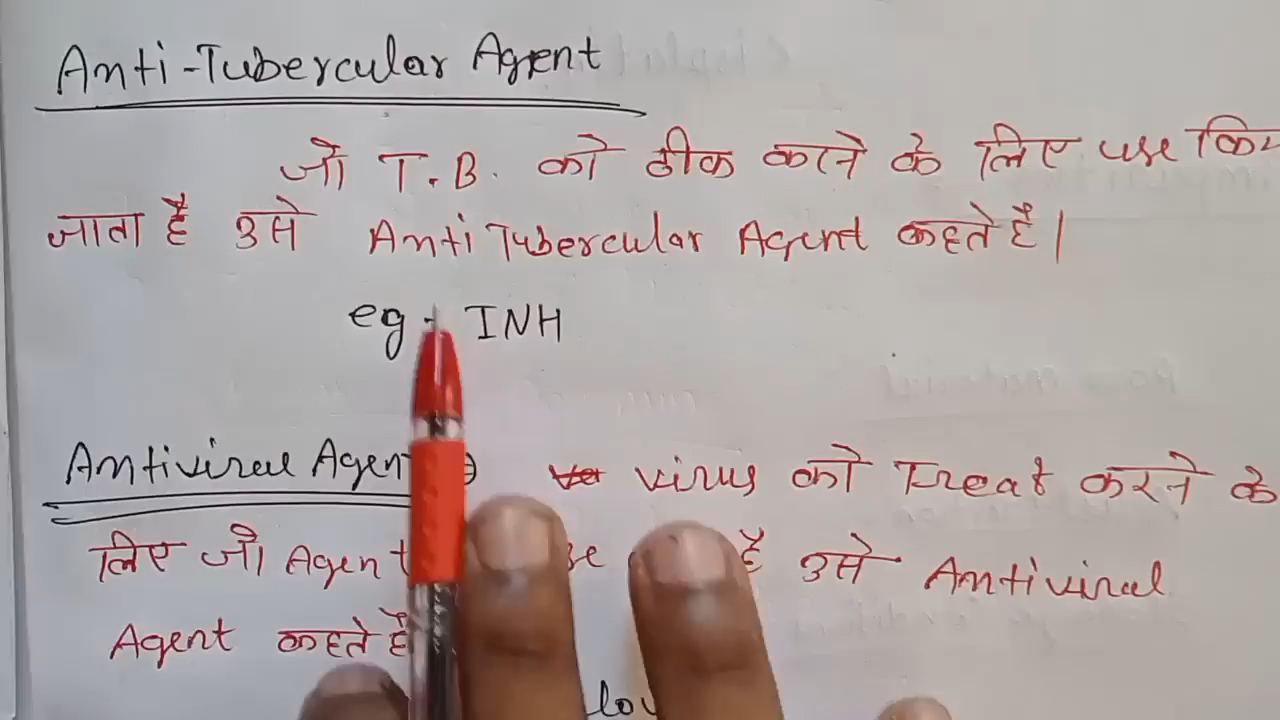 Anti-Tubercular Agent
जो T.B. को ठीक करने के लिए use
जाता है उसे Anti Tubercular Agent कहते है।
eg - INH
Antiviral Agent virus को Treat करने के
लिए जो Agent है उसे Antiviral
Agent कहते है